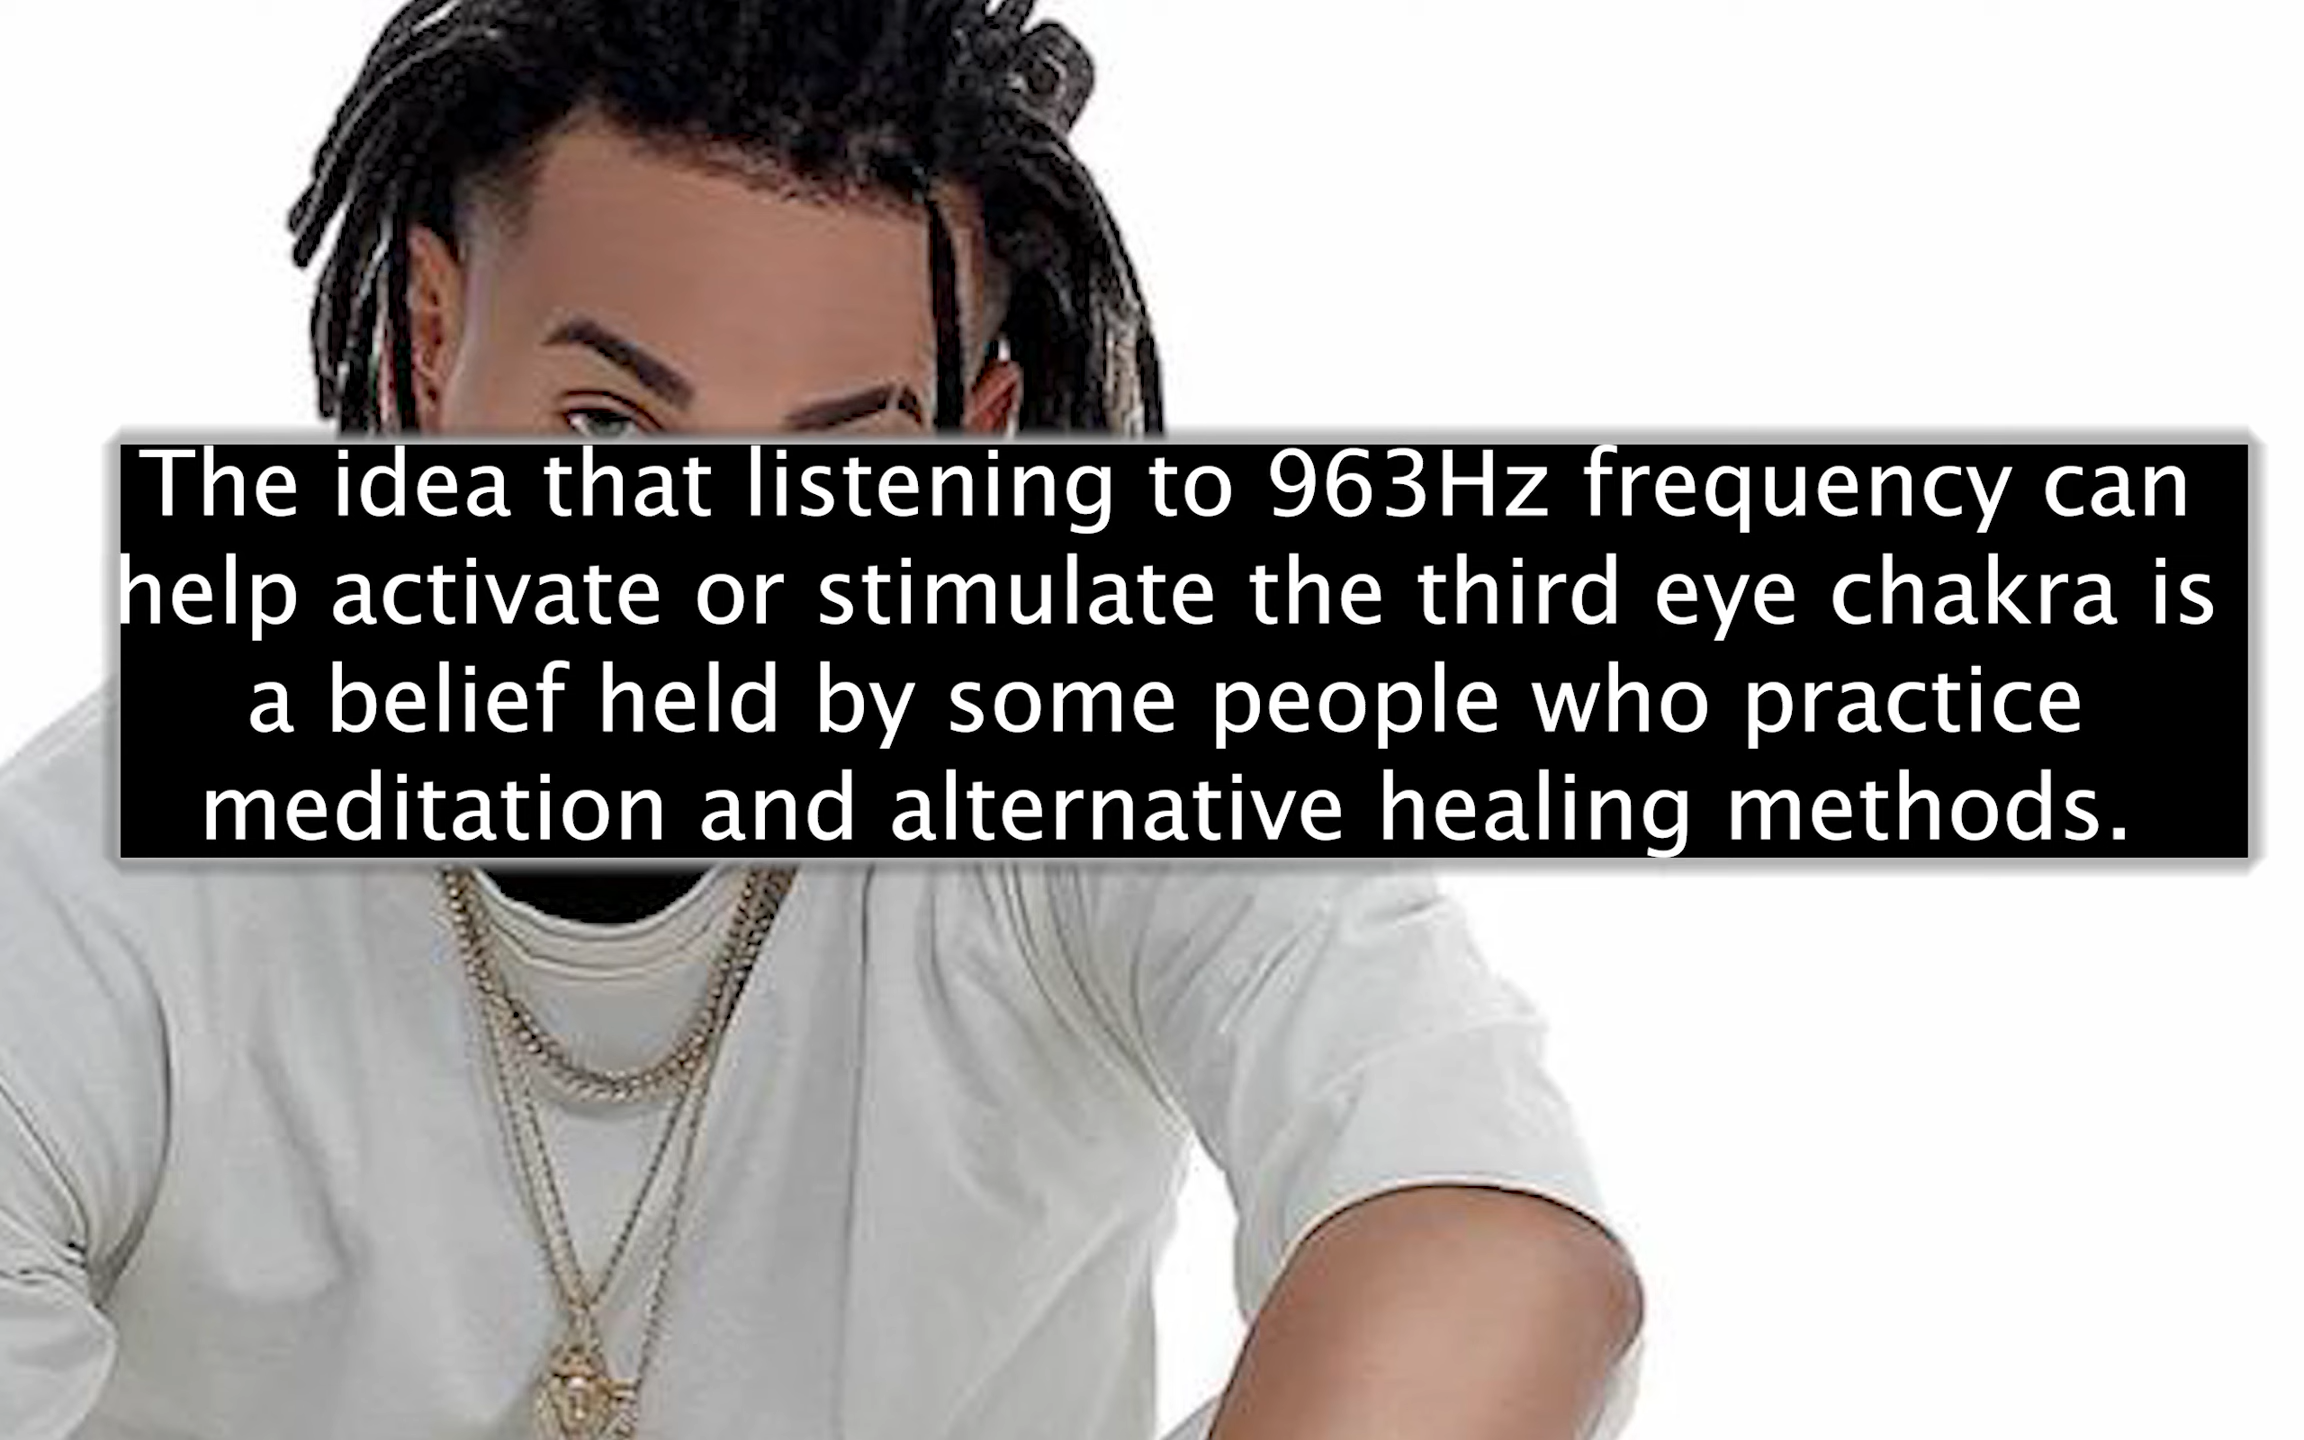 The idea that listening to 963Hz frequency can
help activate or stimulate the third eye chakra is
a belief held by some people who practice
meditation and alternative healing methods.